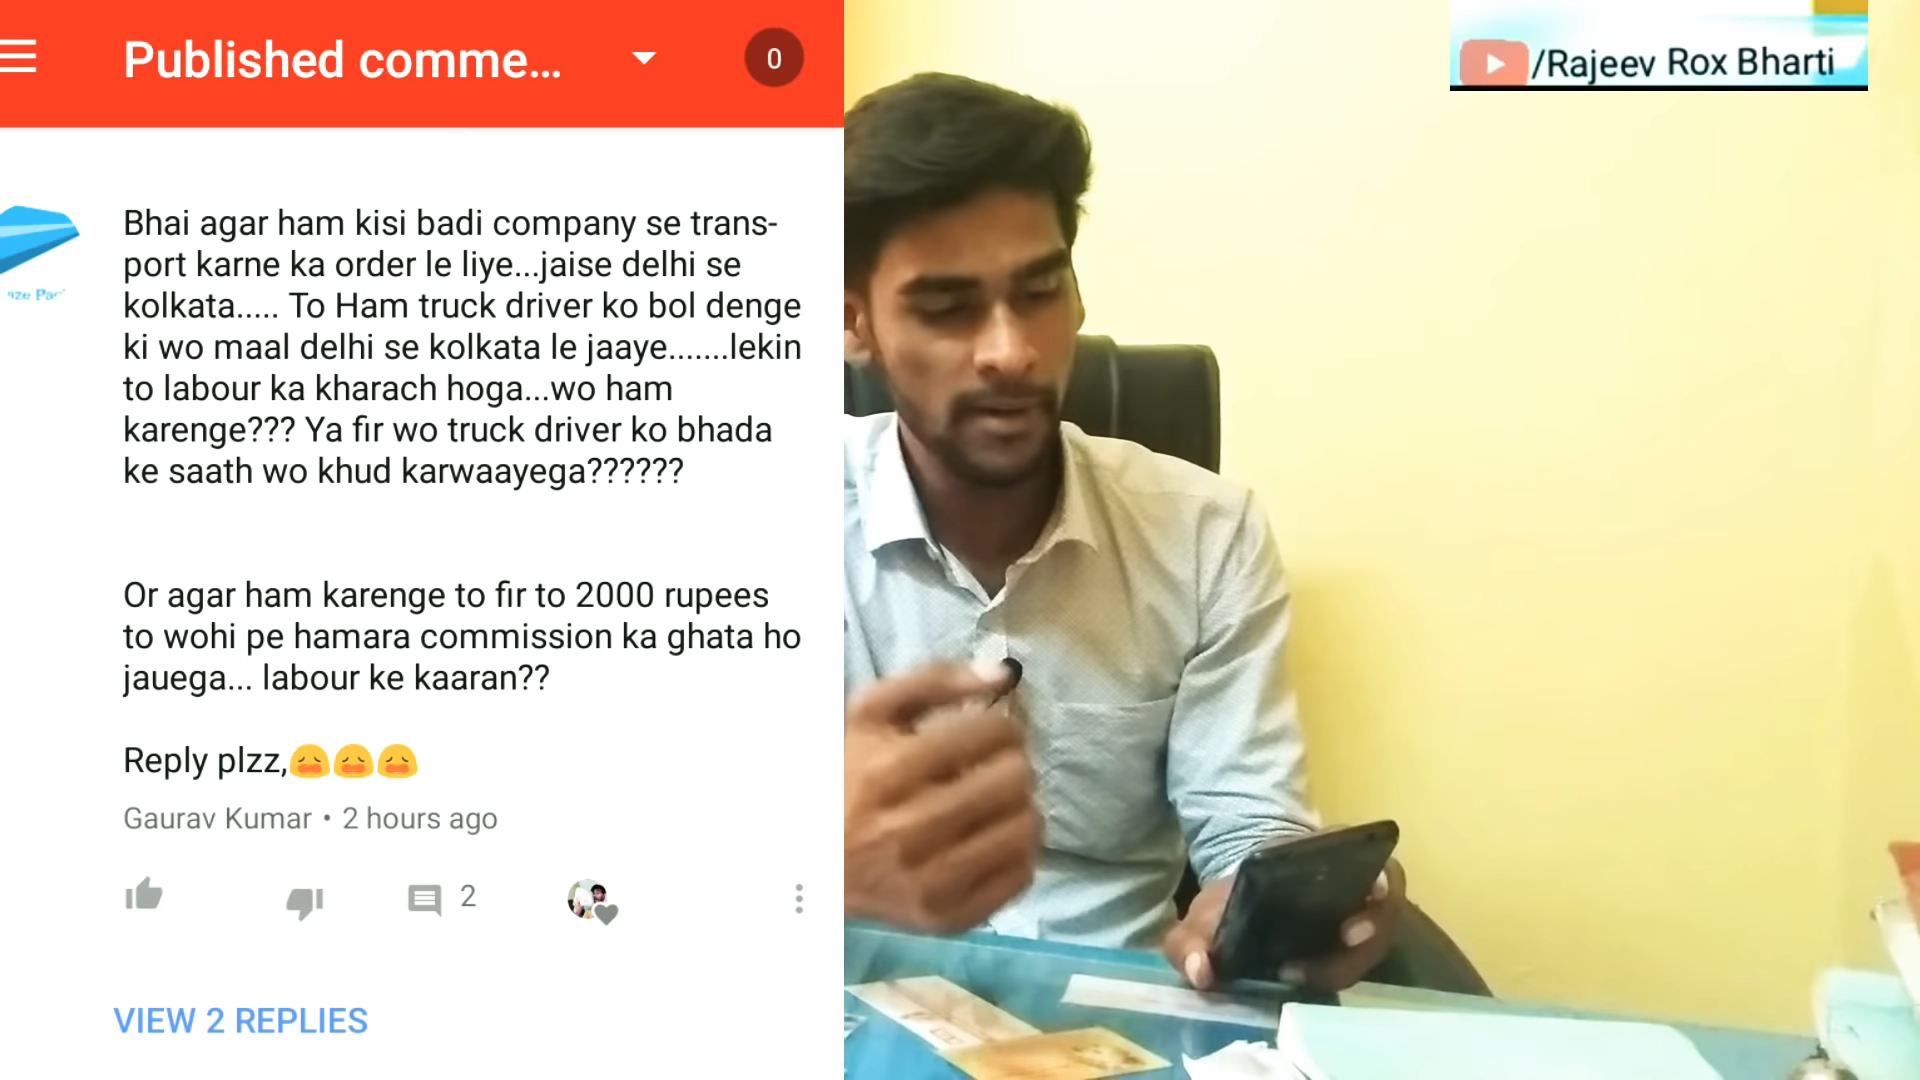 Published comme...
0
/Rajeev Rox Bharti
Bhai agar ham kisi badi company se trans-
port karne ka order le liye...jaise delhi se
kolkata..... To Ham truck driver ko bol denge
ki wo maal delhi se kolkata le jaaye.......lekin
to labour ka kharach hoga...wo ham
karenge??? Ya fir wo truck driver ko bhada
ke saath wo khud karwaayega??????
Or agar ham karenge to fir to 2000 rupees
to wohi pe hamara commission ka ghata ho
jauega... labour ke kaaran??
Reply plzz,😩😩😩
Gaurav Kumar • 2 hours ago
2
VIEW 2 REPLIES